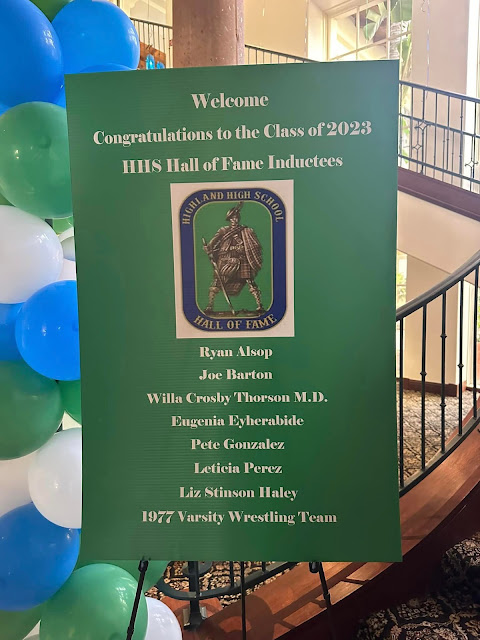 Welcome
Congratulations to the Class of 2023
HHS Hall of Fame Inductees
HIGHLAND HIGH SCHOOL
HALL OF FAME
Ryan Alsop
Joe Barton
Willa Crosby Thorson M.D.
Eugenia Eyherabide
Pete Gonzalez
Leticia Perez
Liz Stinson Haley
1977 Varsity Wrestling Team